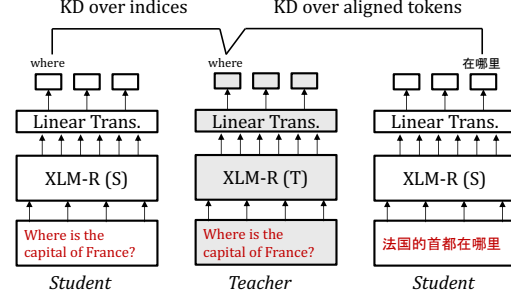 KD over indices KD over aligned tokens
where where 在哪里
Linear Trans. Linear Trans. Linear Trans.
XLM-R (S) XLM-R (T) XLM-R (S)
Where is the
capital of France?
Where is the
capital of France?
法国的首都在哪里
Student Teacher Student